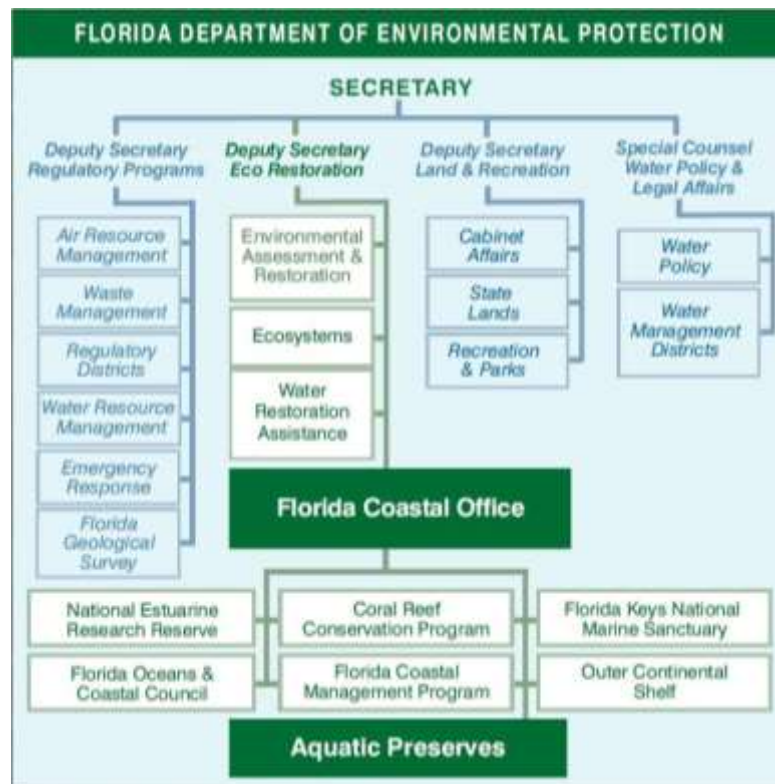 FLORIDA DEPARTMENT OF ENVIRONMENTAL PROTECTION
SECRETARY
Deputy Secretary
Regulatory Programs
Deputy Secretary
Eco Restoration
Deputy Secretary
Land & Recreation
Special Counsel
Water Policy &
Legal Affairs
Air Resource
Management
Waste
Management
Regulatory
Districts
Water Resource
Management
Emergency
Response
Florida
Geological
Survey
Environmental
Assessment &
Restoration
Ecosystems
Water
Restoration
Assistance
Cabinet
Affairs
State
Lands
Recreation
& Parks
Water
Policy
Water
Management
Districts
Florida Coastal Office
National Estuarine
Research Reserve
Coral Reef
Conservation Program
Florida Keys National
Marine Sanctuary
Florida Oceans &
Coastal Council
Florida Coastal
Management Program
Outer Continental
Shelf
Aquatic Preserves